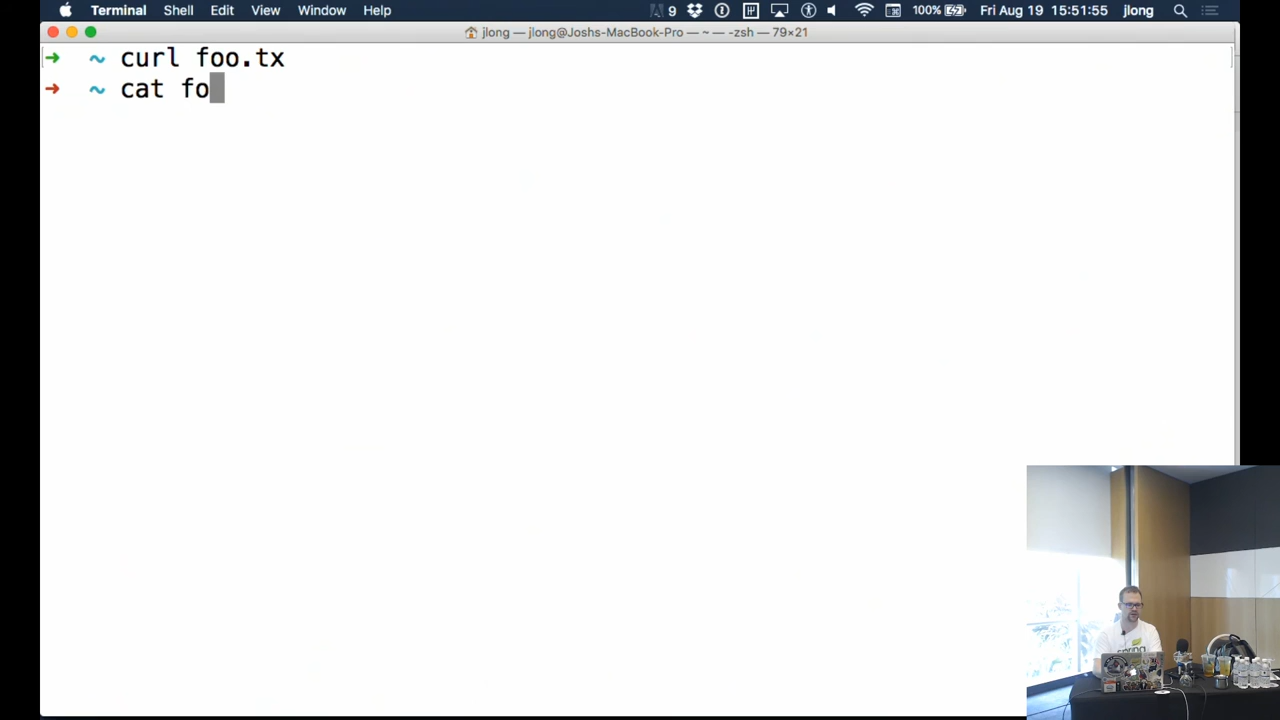 Terminal Shell Edit View Window Help 9 100% Fri Aug 19 15:51:55 jlong
jlong — jlong@Joshs-MacBook-Pro — ~ — -zsh — 79×21
➜ ~ curl foo.tx
➜ ~ cat fo
spring